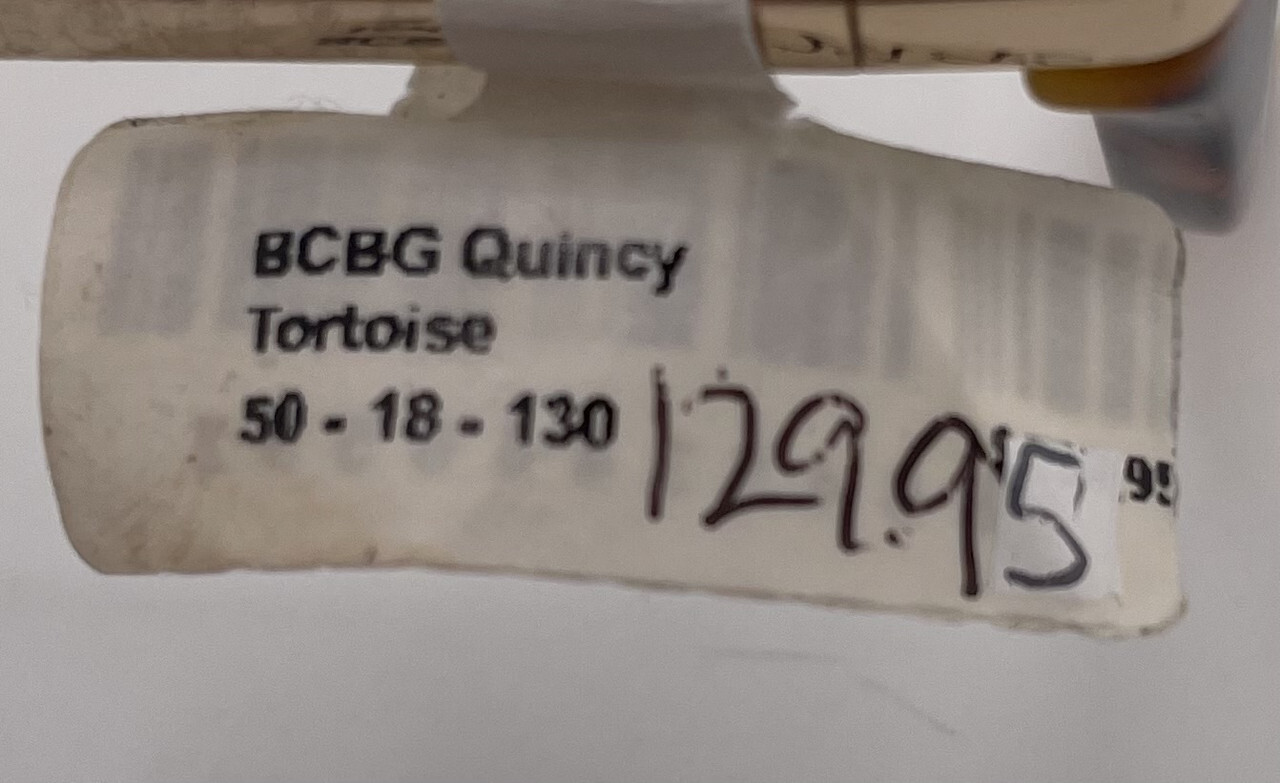 BCBG Quincy
Tortoise
50 - 18 - 130 129.95 .95